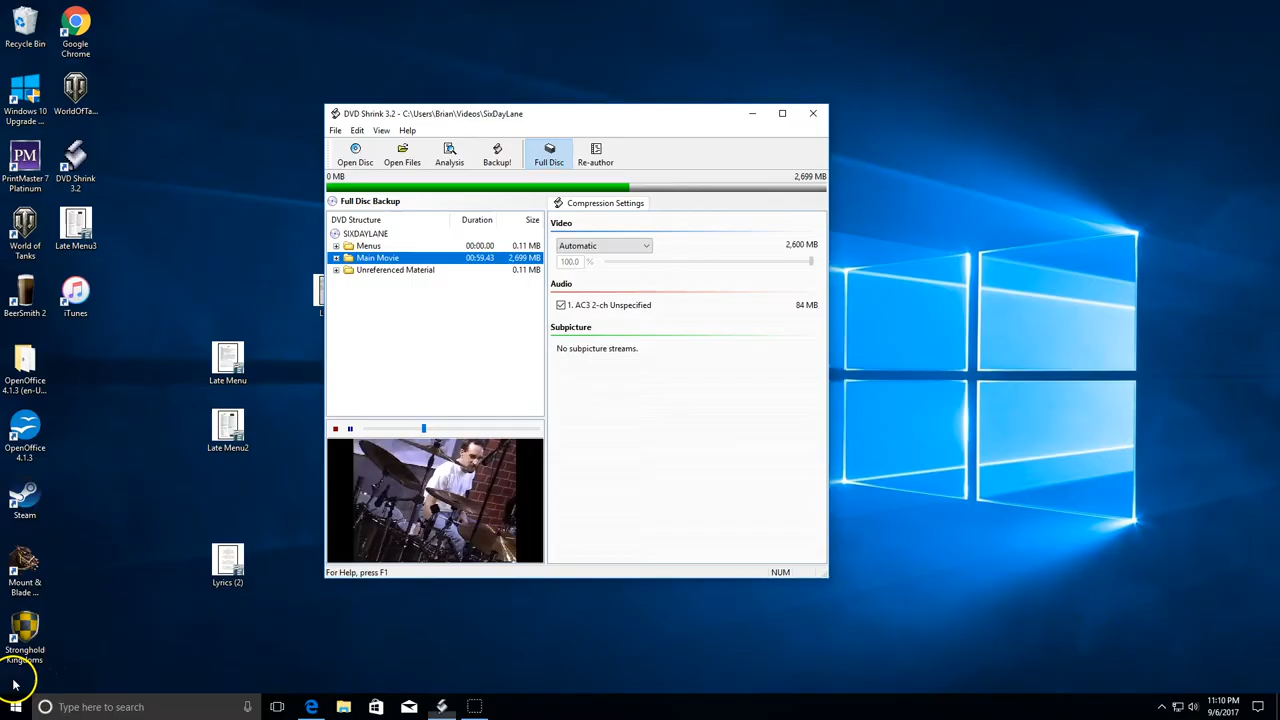 Recycle Bin
Google
Chrome
Windows 10
Upgrade ...
WorldOfTa...
PM
PrintMaster 7
Platinum
DVD Shrink
3.2
World of
Tanks
Late Menu3
BeerSmith 2
iTunes
OpenOffice
4.1.3 (en-U...
OpenOffice
4.1.3
Steam
Mount &
Blade ...
Stronghold
Kingdoms
Late Menu
Late Menu2
Lyrics (2)
L
DVD Shrink 3.2 - C:\Users\Brian\Videos\SixDayLane
File Edit View Help
Open Disc Open Files Analysis Backup! Full Disc Re-author
0 MB 2,699 MB
Full Disc Backup
DVD Structure Duration Size
SIXDAYLANE
Menus 00:00.00 0.11 MB
Main Movie 00:59.43 2,699 MB
Unreferenced Material 0.11 MB
Compression Settings
Video
Automatic 2,600 MB
100.0 %
Audio
1. AC3 2-ch Unspecified 84 MB
Subpicture
No subpicture streams.
For Help, press F1 NUM
Type here to search
11:10 PM
9/6/2017